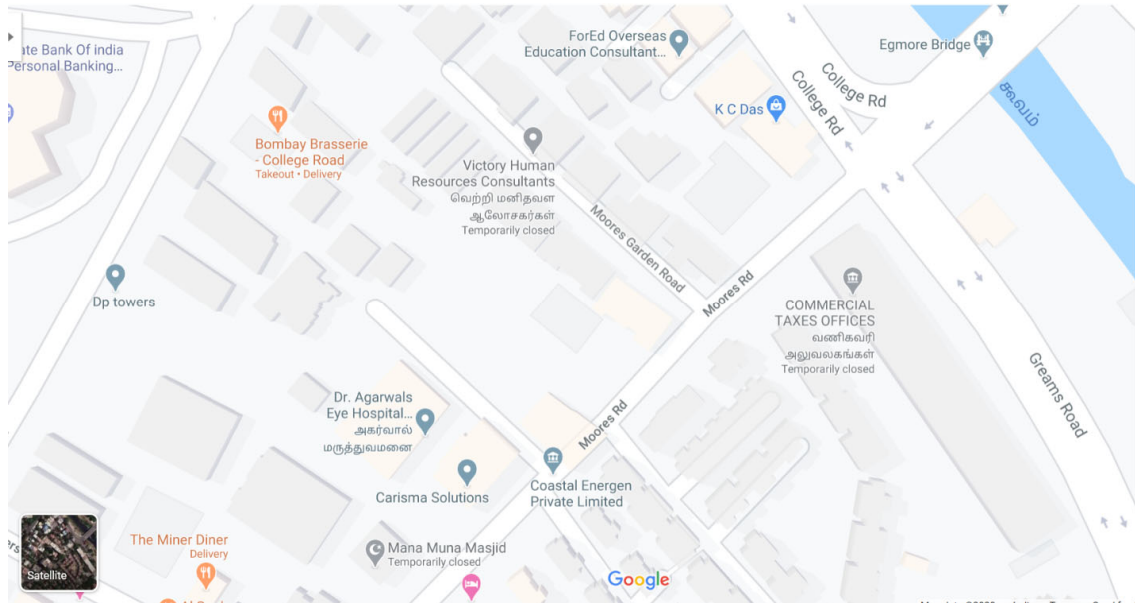 ate Bank Of india
Personal Banking...
ForEd Overseas
Education Consultant...
Egmore Bridge
College Rd
College Rd
கூவம்
K C Das
Bombay Brasserie
- College Road
Takeout • Delivery
Victory Human
Resources Consultants
வெற்றி மனிதவள
ஆலோசகர்கள்
Temporarily closed
Moores Garden Road
Moores Rd
Dp towers
COMMERCIAL
TAXES OFFICES
வணிகவரி
அலுவலகங்கள்
Temporarily closed
Greams Road
Dr. Agarwals
Eye Hospital...
அகர்வால்
மருத்துவமனை
Moores Rd
Carisma Solutions
Coastal Energen
Private Limited
The Miner Diner
Delivery
Mana Muna Masjid
Temporarily closed
Satellite
Google